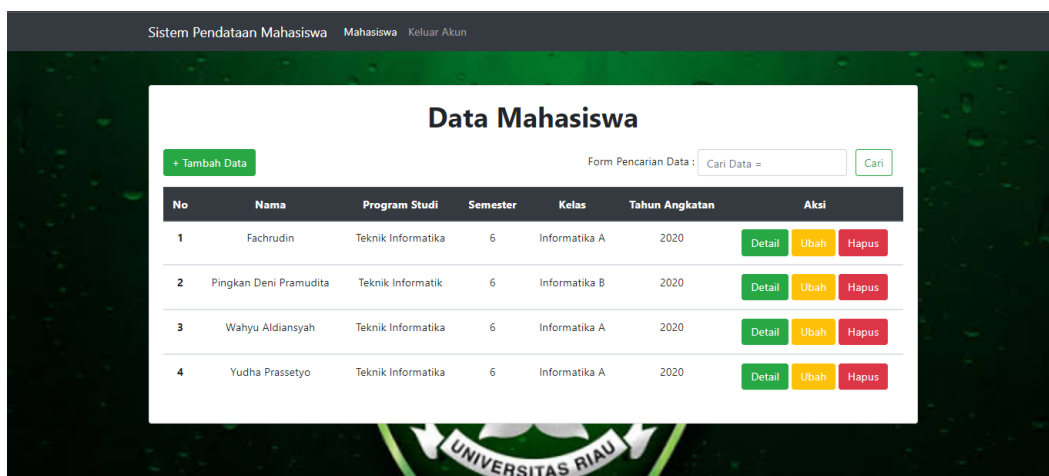 Sistem Pendataan Mahasiswa Mahasiswa Keluar Akun
Data Mahasiswa
+ Tambah Data Form Pencarian Data : Cari Data = Cari
No Nama Program Studi Semester Kelas Tahun Angkatan Aksi
1 Fachrudin Teknik Informatika 6 Informatika A 2020 Detail Ubah Hapus
2 Pingkan Deni Pramudita Teknik Informatik 6 Informatika B 2020 Detail Ubah Hapus
3 Wahyu Aldiansyah Teknik Informatika 6 Informatika A 2020 Detail Ubah Hapus
4 Yudha Prassetyo Teknik Informatika 6 Informatika A 2020 Detail Ubah Hapus
UNIVERSITAS RIAU